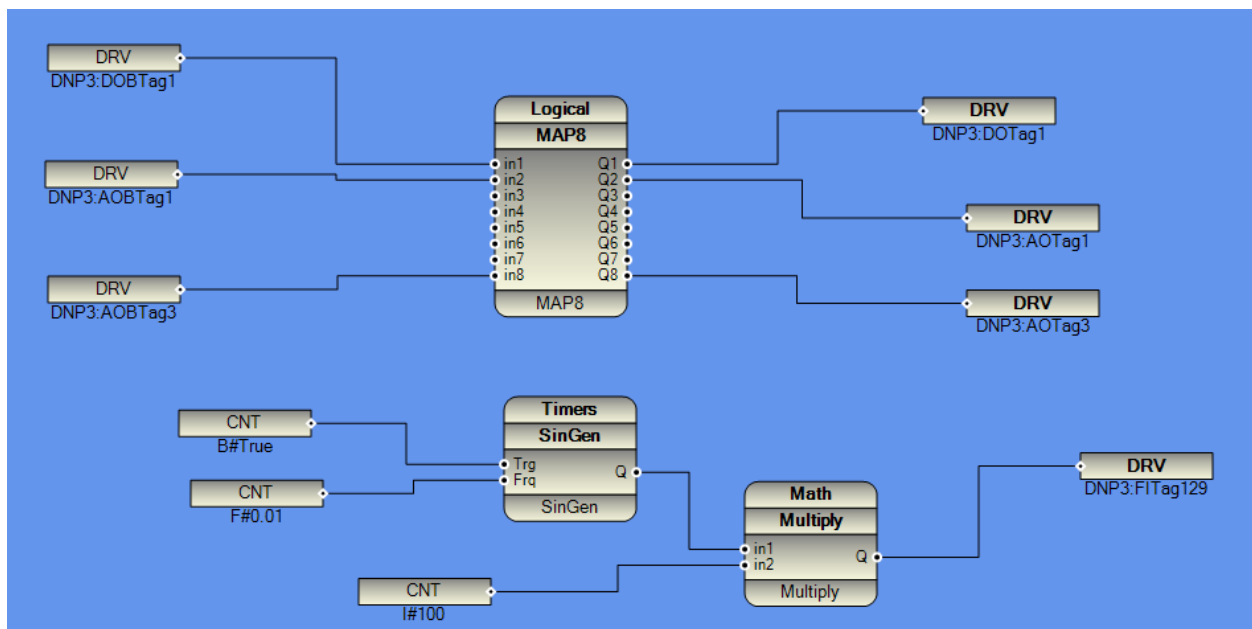 DRV
DNP3:DOBTag1
DRV
DNP3:AOBTag1
DRV
DNP3:AOBTag3
Logical
MAP8
in1 Q1
in2 Q2
in3 Q3
in4 Q4
in5 Q5
in6 Q6
in7 Q7
in8 Q8
MAP8
DRV
DNP3:DOTag1
DRV
DNP3:AOTag1
DRV
DNP3:AOTag3
CNT
B#True
CNT
F#0.01
Timers
SinGen
Trg
Q
Frq
SinGen
CNT
I#100
Math
Multiply
in1
Q
in2
Multiply
DRV
DNP3:FITag129